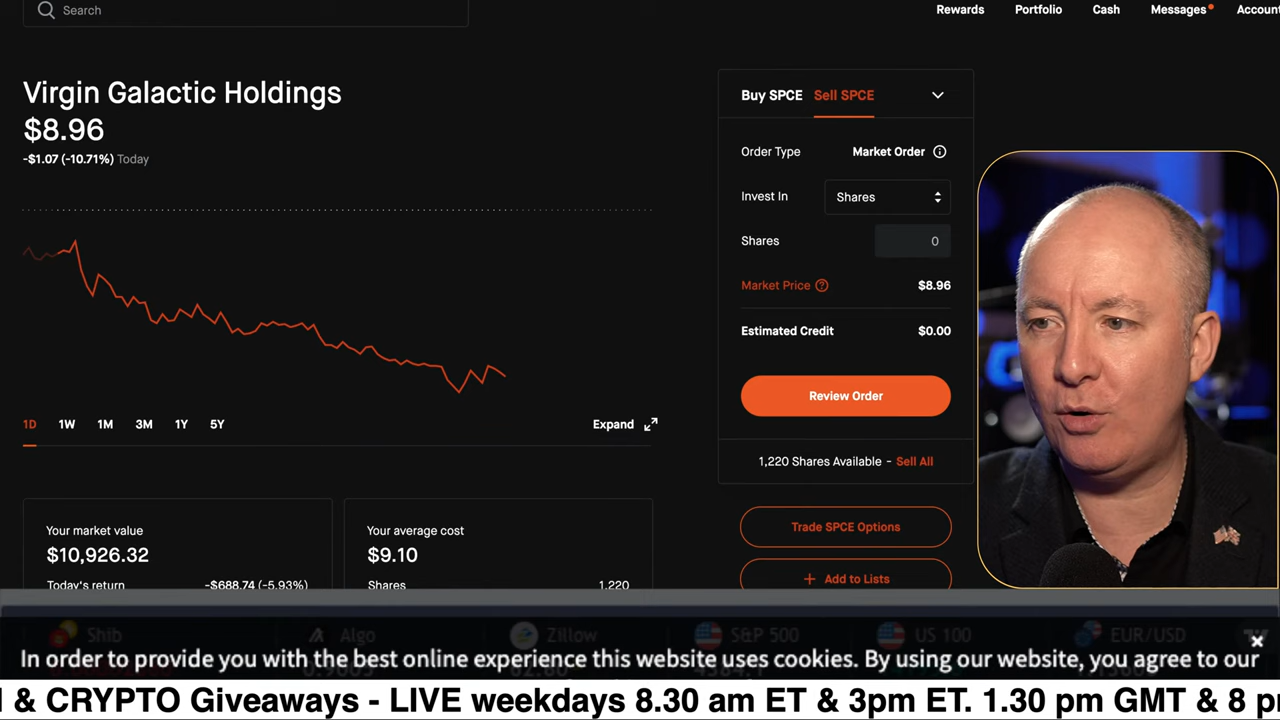 Search
Rewards Portfolio Cash Messages Account
Virgin Galactic Holdings
$8.96
-$1.07 (-10.71%) Today
1D 1W 1M 3M 1Y 5Y
Expand
Your market value
$10,926.32
Today's return -$688.74 (-5.93%)
Your average cost
$9.10
Shares 1,220
Buy SPCE Sell SPCE
Order Type Market Order
Invest In Shares
Shares 0
Market Price $8.96
Estimated Credit $0.00
Review Order
1,220 Shares Available - Sell All
Trade SPCE Options
+ Add to Lists
Shib Algo Zillow S&P 500 US 100 EUR/USD
In order to provide you with the best online experience this website uses cookies. By using our website, you agree to our
& CRYPTO Giveaways - LIVE weekdays 8.30 am ET & 3pm ET. 1.30 pm GMT & 8 p